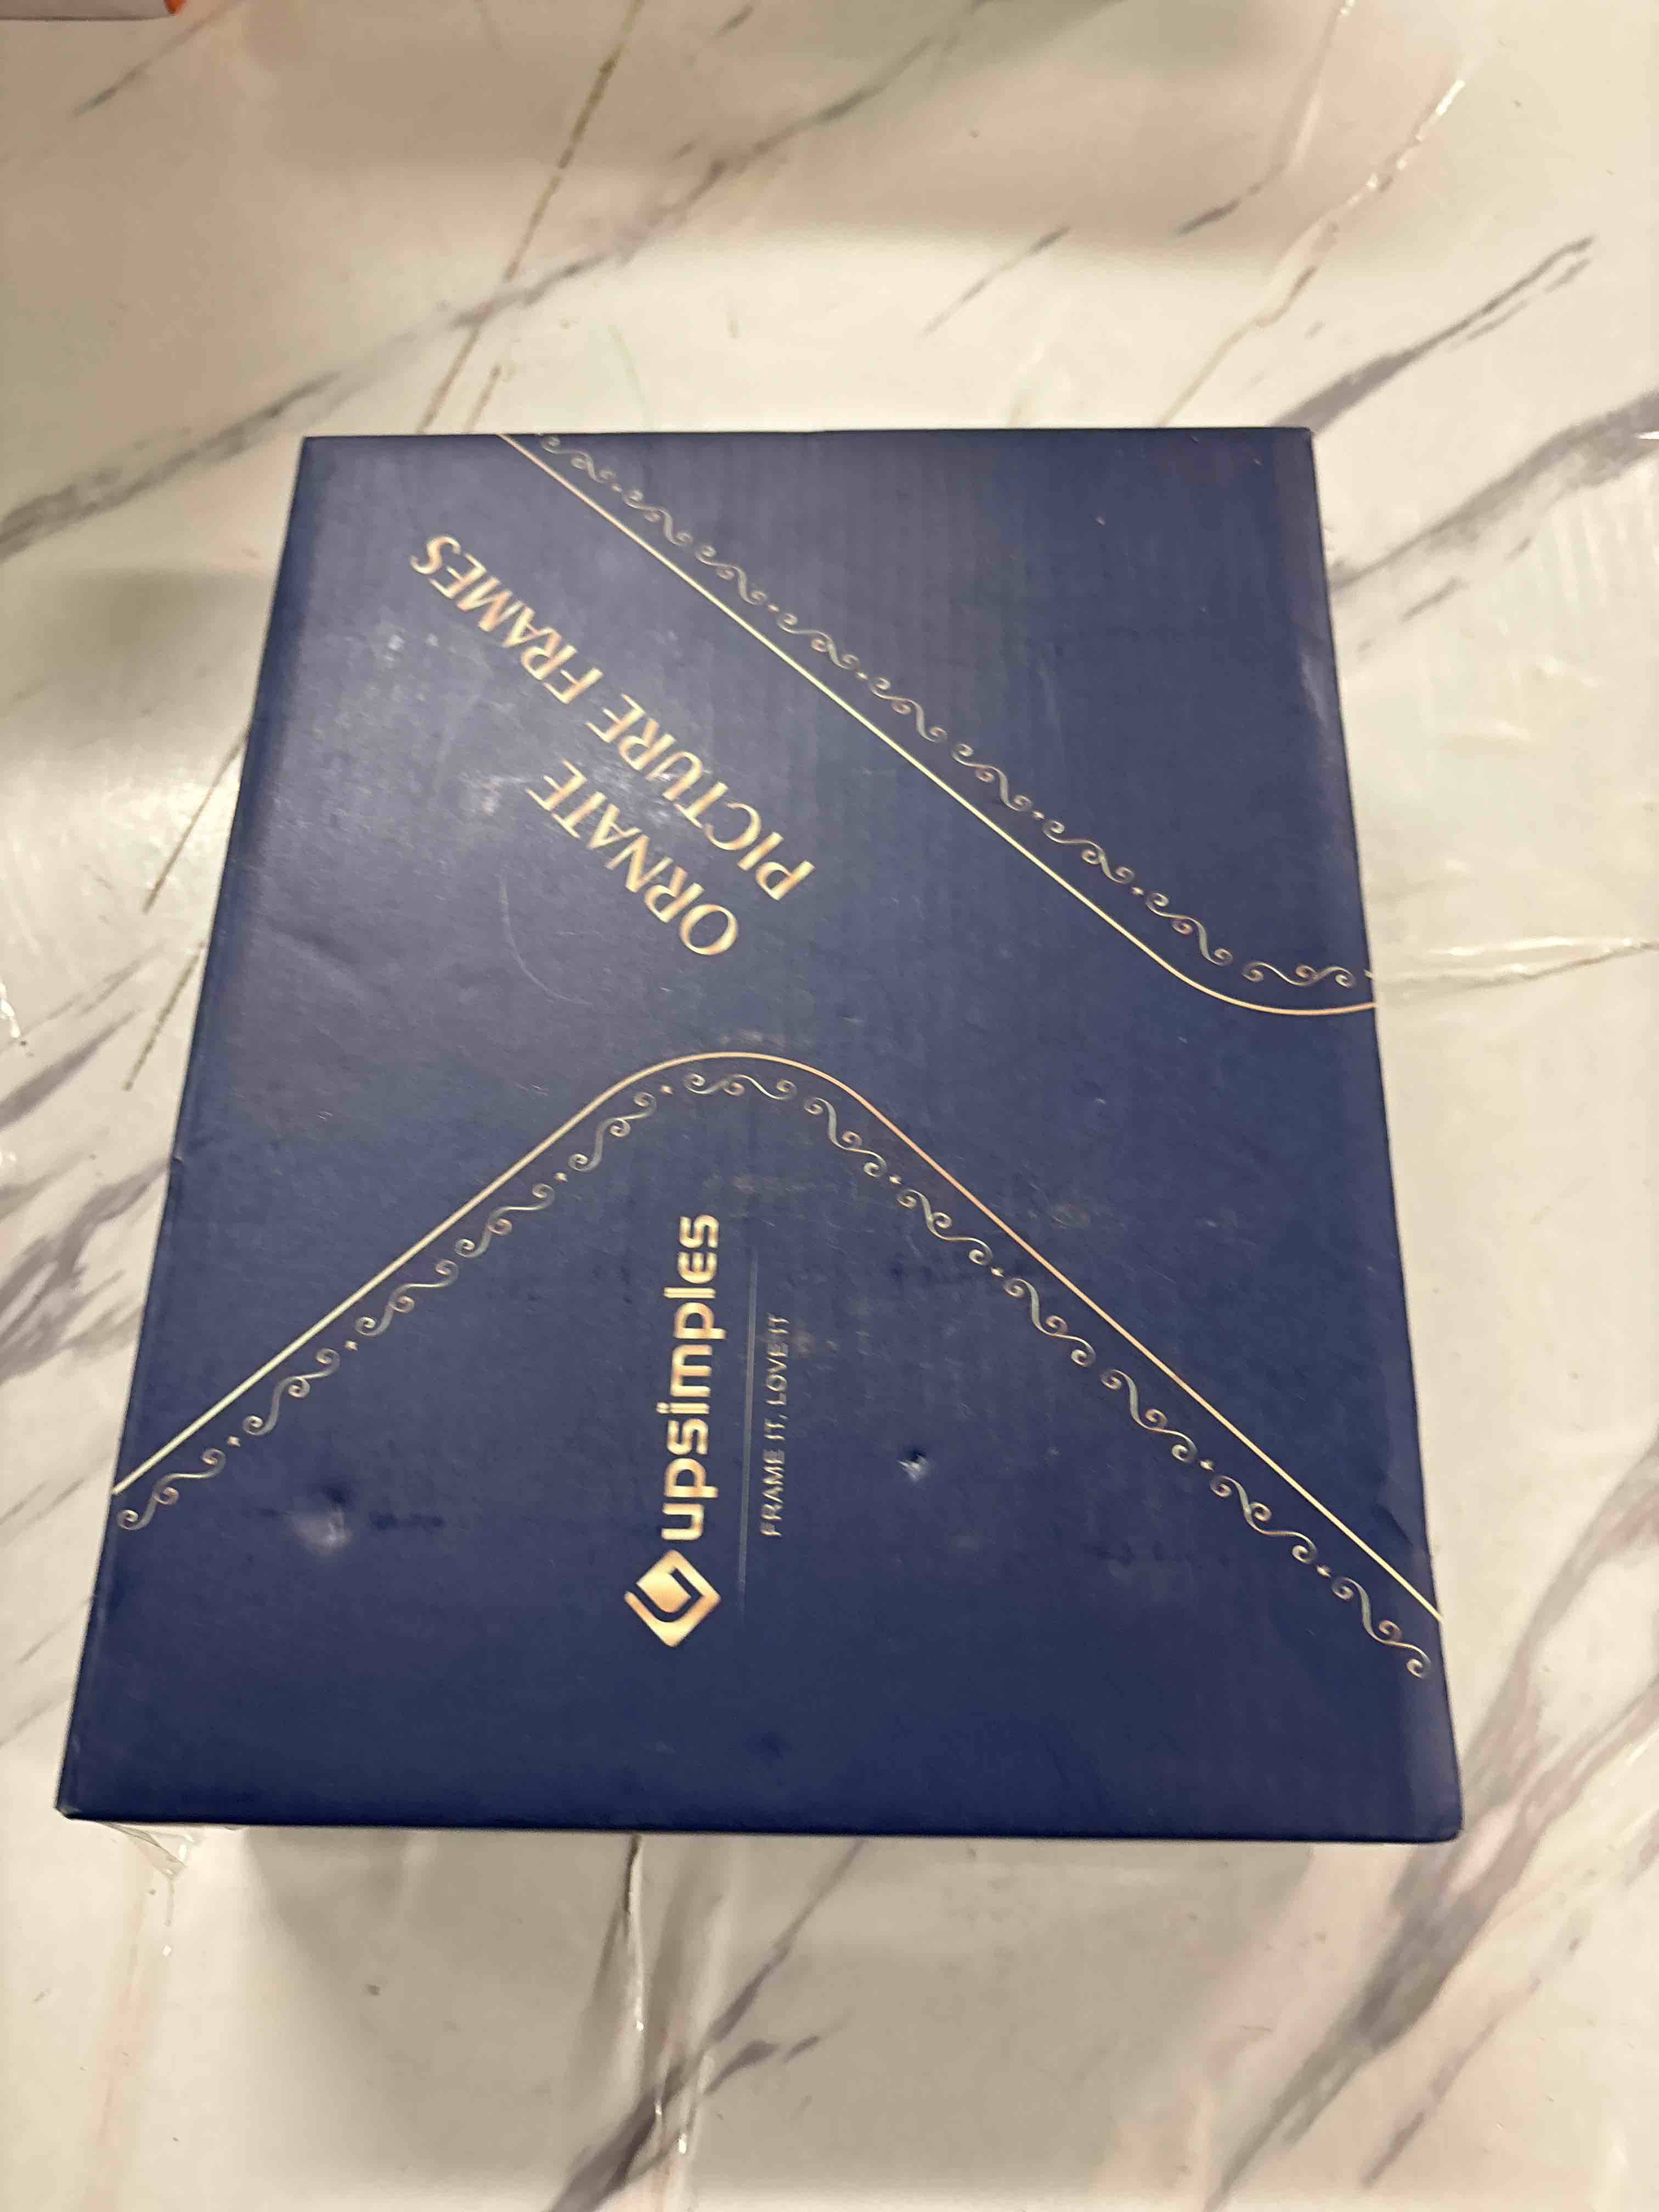 ORNATE
PICTURE FRAMES
upsimples
FRAME IT, LOVE IT